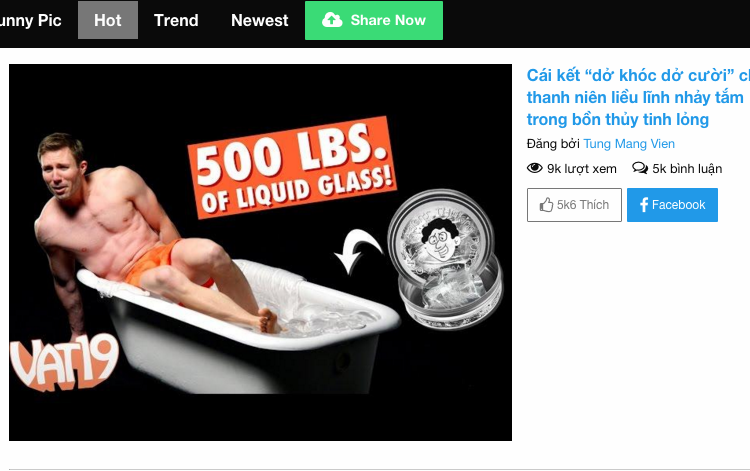 Hot
Trend
Newest
Share Now
500 LBS.
OF LIQUID GLASS!
VAT19
Cái kết “dở khóc dở cười”
thanh niên liều lĩnh nhảy tắm
trong bồn thủy tinh lỏng
Đăng bởi Tung Mang Vien
9k lượt xem
5k bình luận
5k6 Thích
Facebook